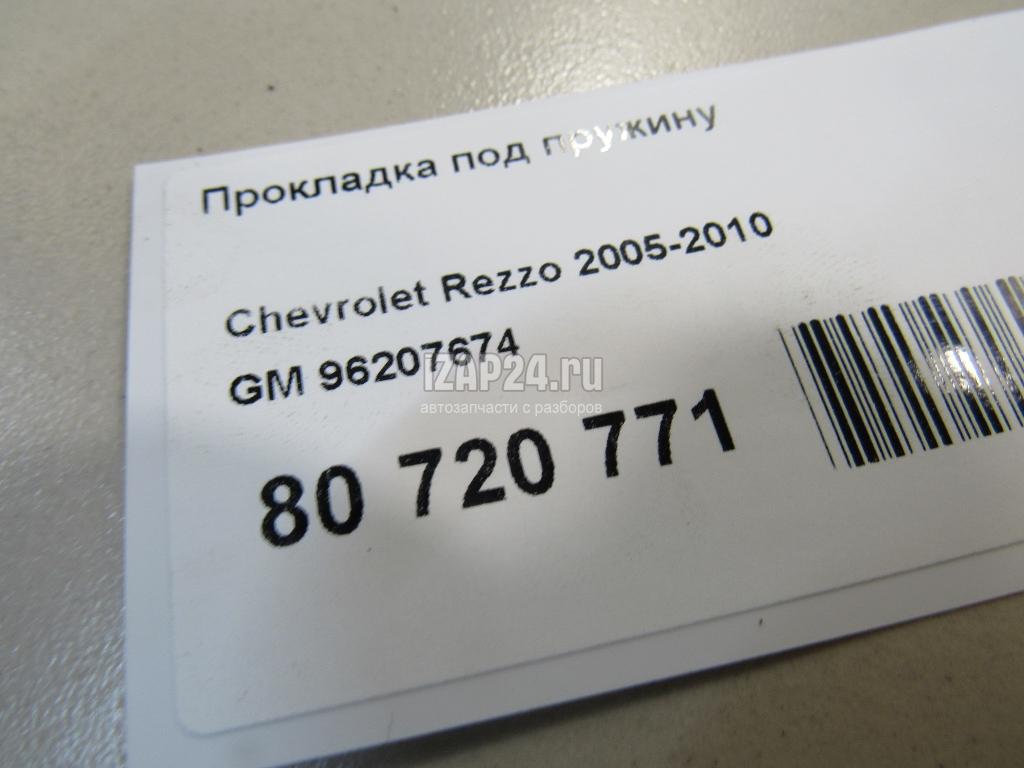 Прокладка под пружину
Chevrolet Rezzo 2005-2010
GM 96207674
iZAP24.ru
автозапчасти с разборов
80 720 771